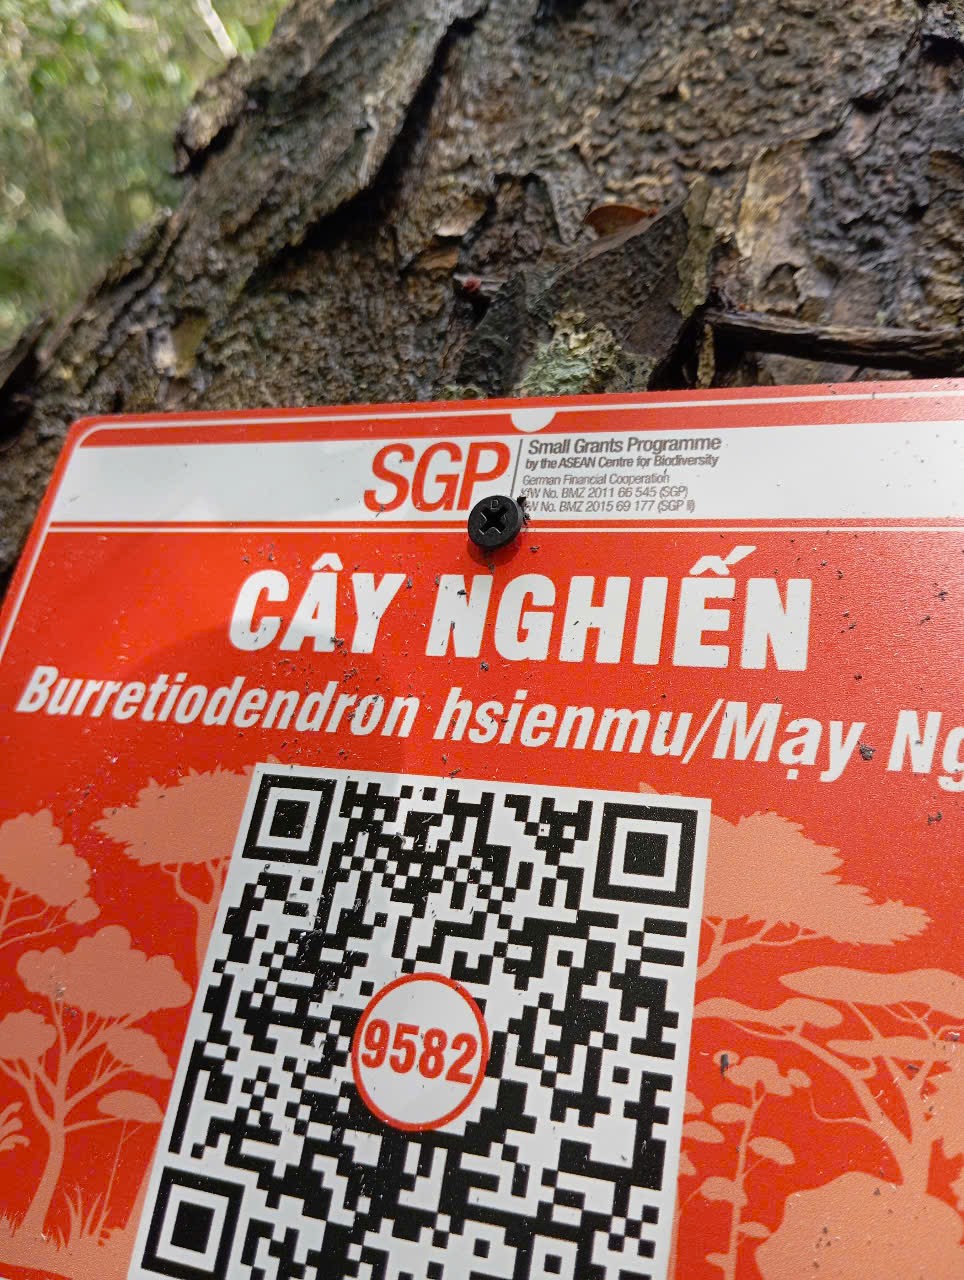 SGP
Small Grants Programme
by the ASEAN Centre for Biodiversity
German Financial Cooperation
KfW No. BMZ 2011 66 545 (SGP)
No. BMZ 2015 69 177 (SGP II)
CÂY NGHIẾN
Burretiodendron hsienmu/Mạy Ng
9582